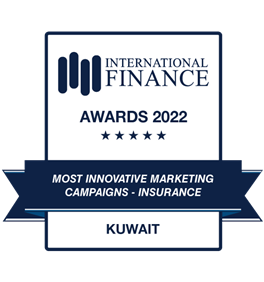 INTERNATIONAL
FINANCE
AWARDS 2022
MOST INNOVATIVE MARKETING
CAMPAIGNS - INSURANCE
KUWAIT